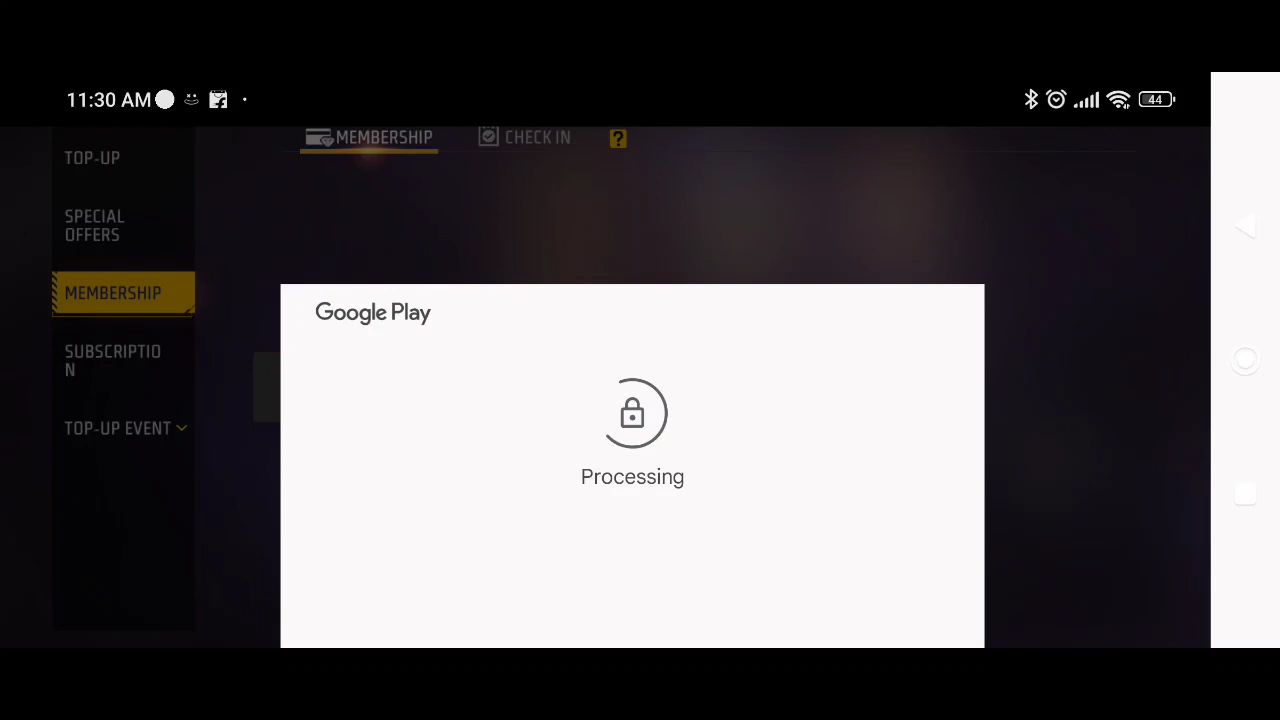 11:30 AM
44
MEMBERSHIP
CHECK IN
?
TOP-UP
SPECIAL
OFFERS
MEMBERSHIP
SUBSCRIPTIO
N
TOP-UP EVENT
Google Play
Processing